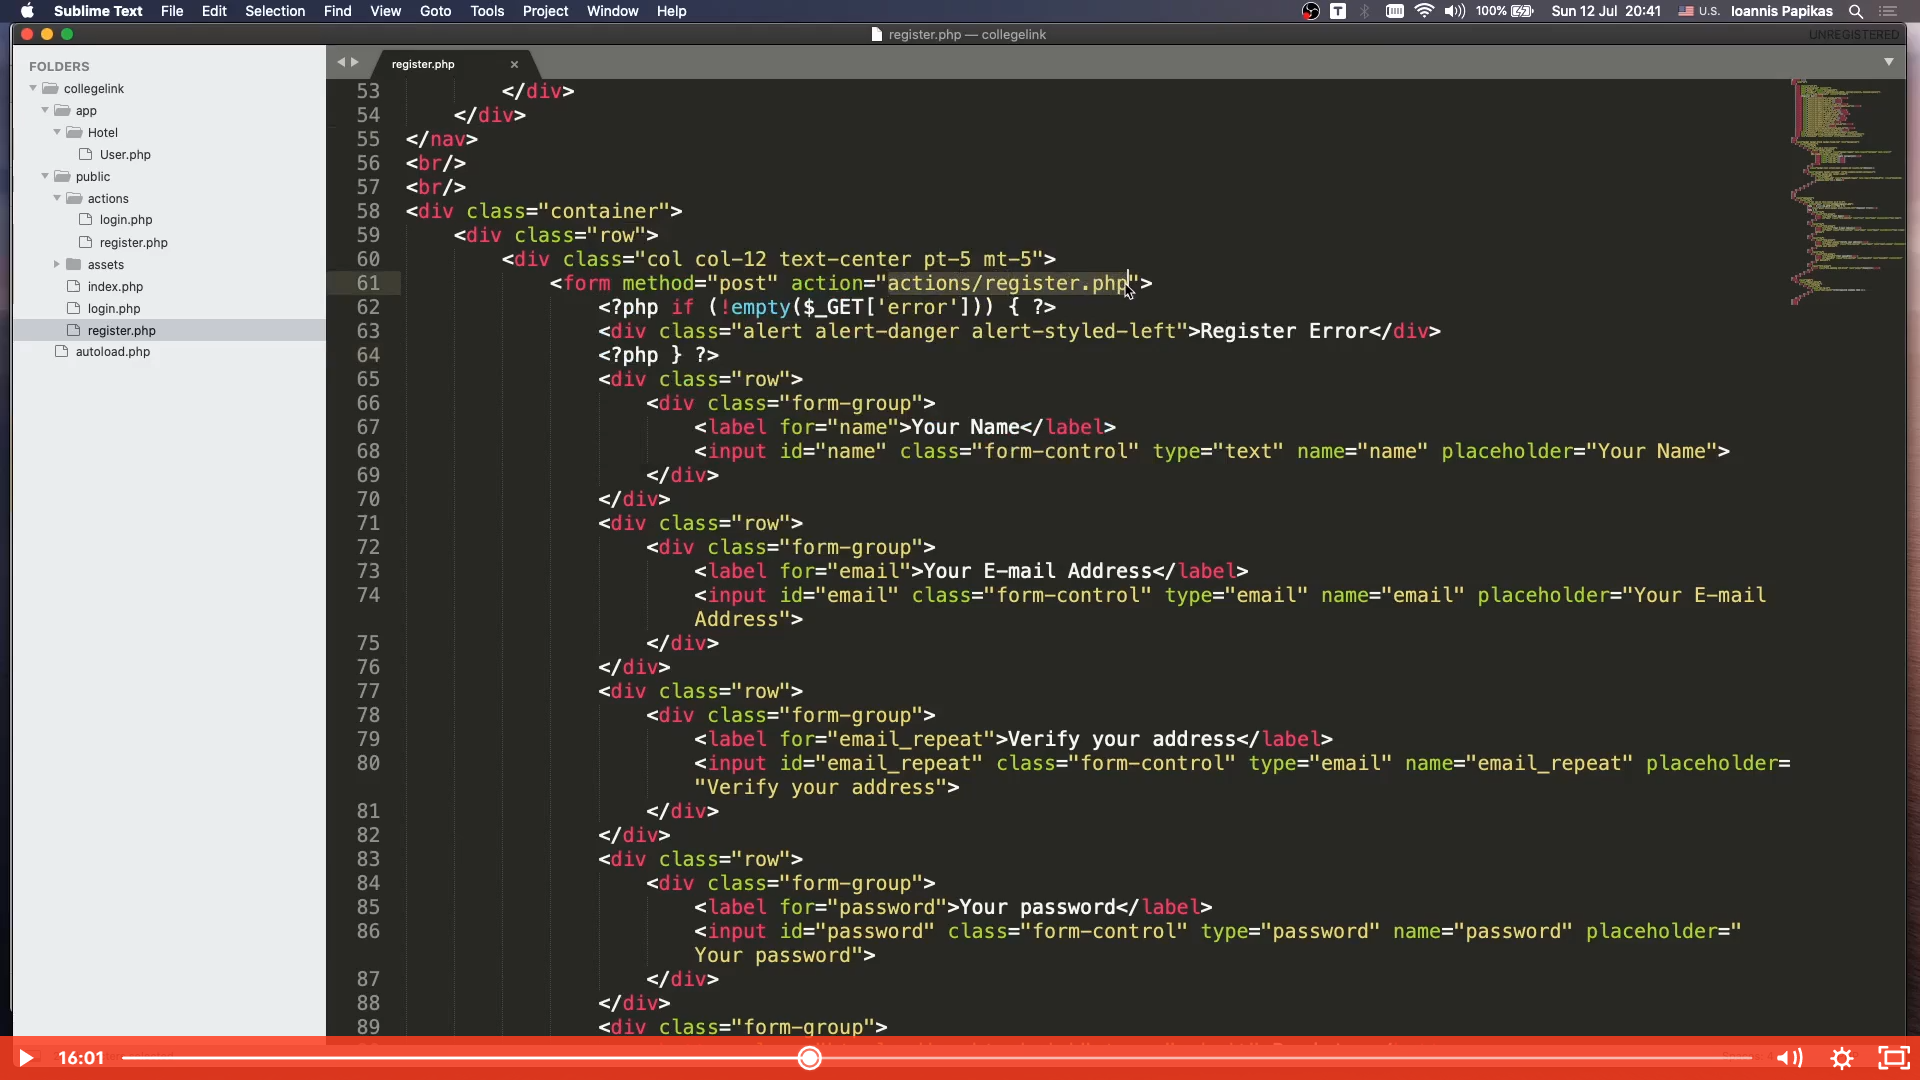 Sublime Text File Edit Selection Find View Goto Tools Project Window Help T 100% Sun 12 Jul 20:41 U.S. Ioannis Papikas
register.php — collegelink UNREGISTERED
FOLDERS
collegelink
app
Hotel
User.php
public
actions
login.php
register.php
assets
index.php
login.php
register.php
autoload.php
register.php
53 </div>
54 </div>
55 </nav>
56 <br/>
57 <br/>
58 <div class="container">
59 <div class="row">
60 <div class="col col-12 text-center pt-5 mt-5">
61 <form method="post" action="actions/register.php">
62 <?php if (!empty($_GET['error'])) { ?>
63 <div class="alert alert-danger alert-styled-left">Register Error</div>
64 <?php } ?>
65 <div class="row">
66 <div class="form-group">
67 <label for="name">Your Name</label>
68 <input id="name" class="form-control" type="text" name="name" placeholder="Your Name">
69 </div>
70 </div>
71 <div class="row">
72 <div class="form-group">
73 <label for="email">Your E-mail Address</label>
74 <input id="email" class="form-control" type="email" name="email" placeholder="Your E-mail
Address">
75 </div>
76 </div>
77 <div class="row">
78 <div class="form-group">
79 <label for="email_repeat">Verify your address</label>
80 <input id="email_repeat" class="form-control" type="email" name="email_repeat" placeholder=
"Verify your address">
81 </div>
82 </div>
83 <div class="row">
84 <div class="form-group">
85 <label for="password">Your password</label>
86 <input id="password" class="form-control" type="password" name="password" placeholder="
Your password">
87 </div>
88 </div>
89 <div class="form-group">
16:01